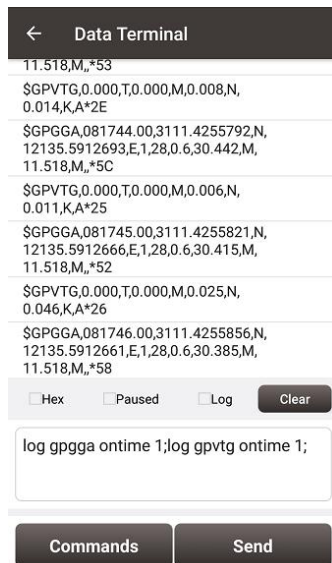 ← Data Terminal
11.518,M,,*53
$GPVTG,0.000,T,0.000,M,0.008,N,
0.014,K,A*2E
$GPGGA,081744.00,3111.4255792,N,
12135.5912693,E,1,28,0.6,30.442,M,
11.518,M,,*5C
$GPVTG,0.000,T,0.000,M,0.006,N,
0.011,K,A*25
$GPGGA,081745.00,3111.4255821,N,
12135.5912666,E,1,28,0.6,30.415,M,
11.518,M,,*52
$GPVTG,0.000,T,0.000,M,0.025,N,
0.046,K,A*26
$GPGGA,081746.00,3111.4255856,N,
12135.5912661,E,1,28,0.6,30.385,M,
11.518,M,,*58
Hex Paused Log Clear
log gpgga ontime 1;log gpvtg ontime 1;
Commands Send